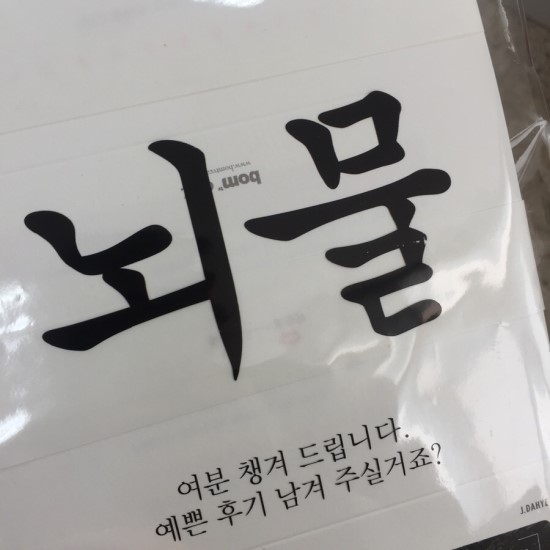 뇌물
bom
여분 챙겨 드립니다.
예쁜 후기 남겨 주실거죠?